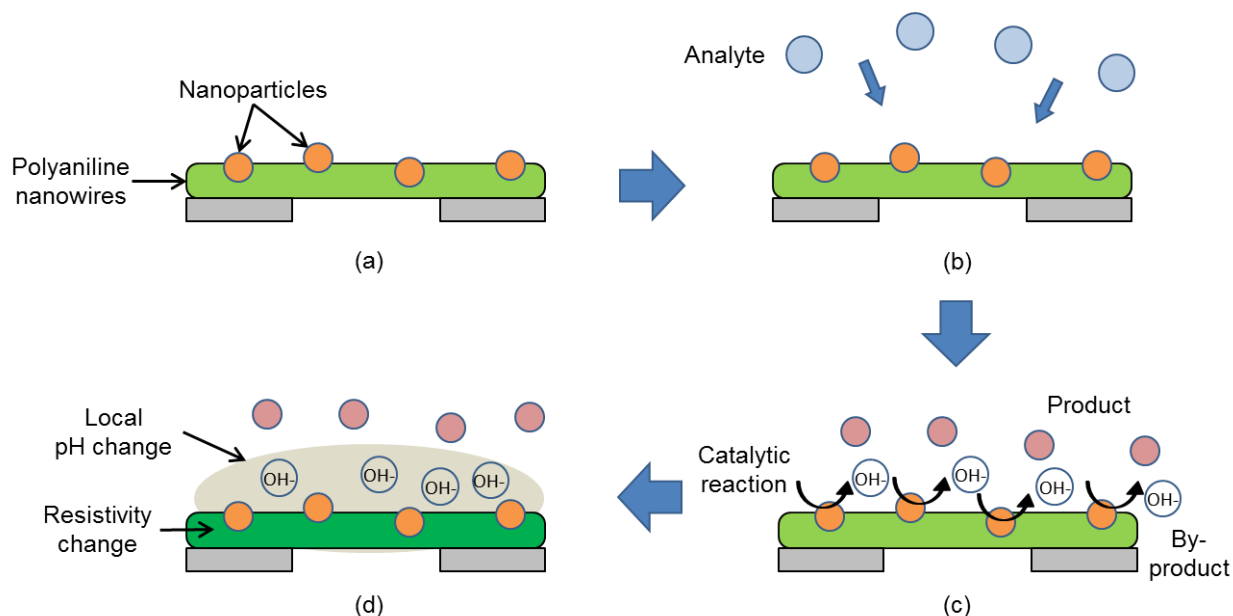 Nanoparticles
Polyaniline
nanowires
(a)
Analyte
(b)
Local
pH change
OH-
OH-
OH-
OH-
Resistivity
change
(d)
Product
Catalytic
reaction
OH-
OH-
OH-
OH-
By-
product
(c)